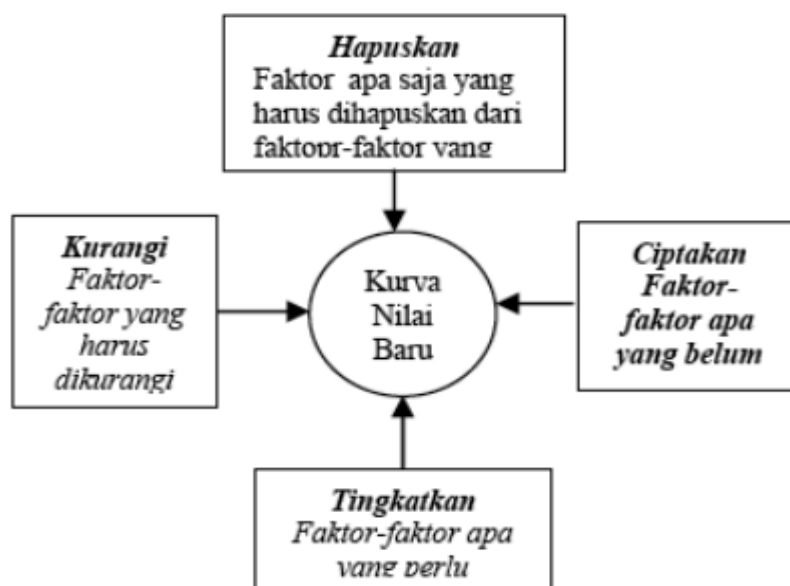 Hapuskan
Faktor apa saja yang
harus dihapuskan dari
faktopr-faktor yang
Kurangi
Faktor-
faktor yang
harus
dikurangi
Kurva
Nilai
Baru
Ciptakan
Faktor-
faktor apa
yang belum
Tingkatkan
Faktor-faktor apa
yang perlu